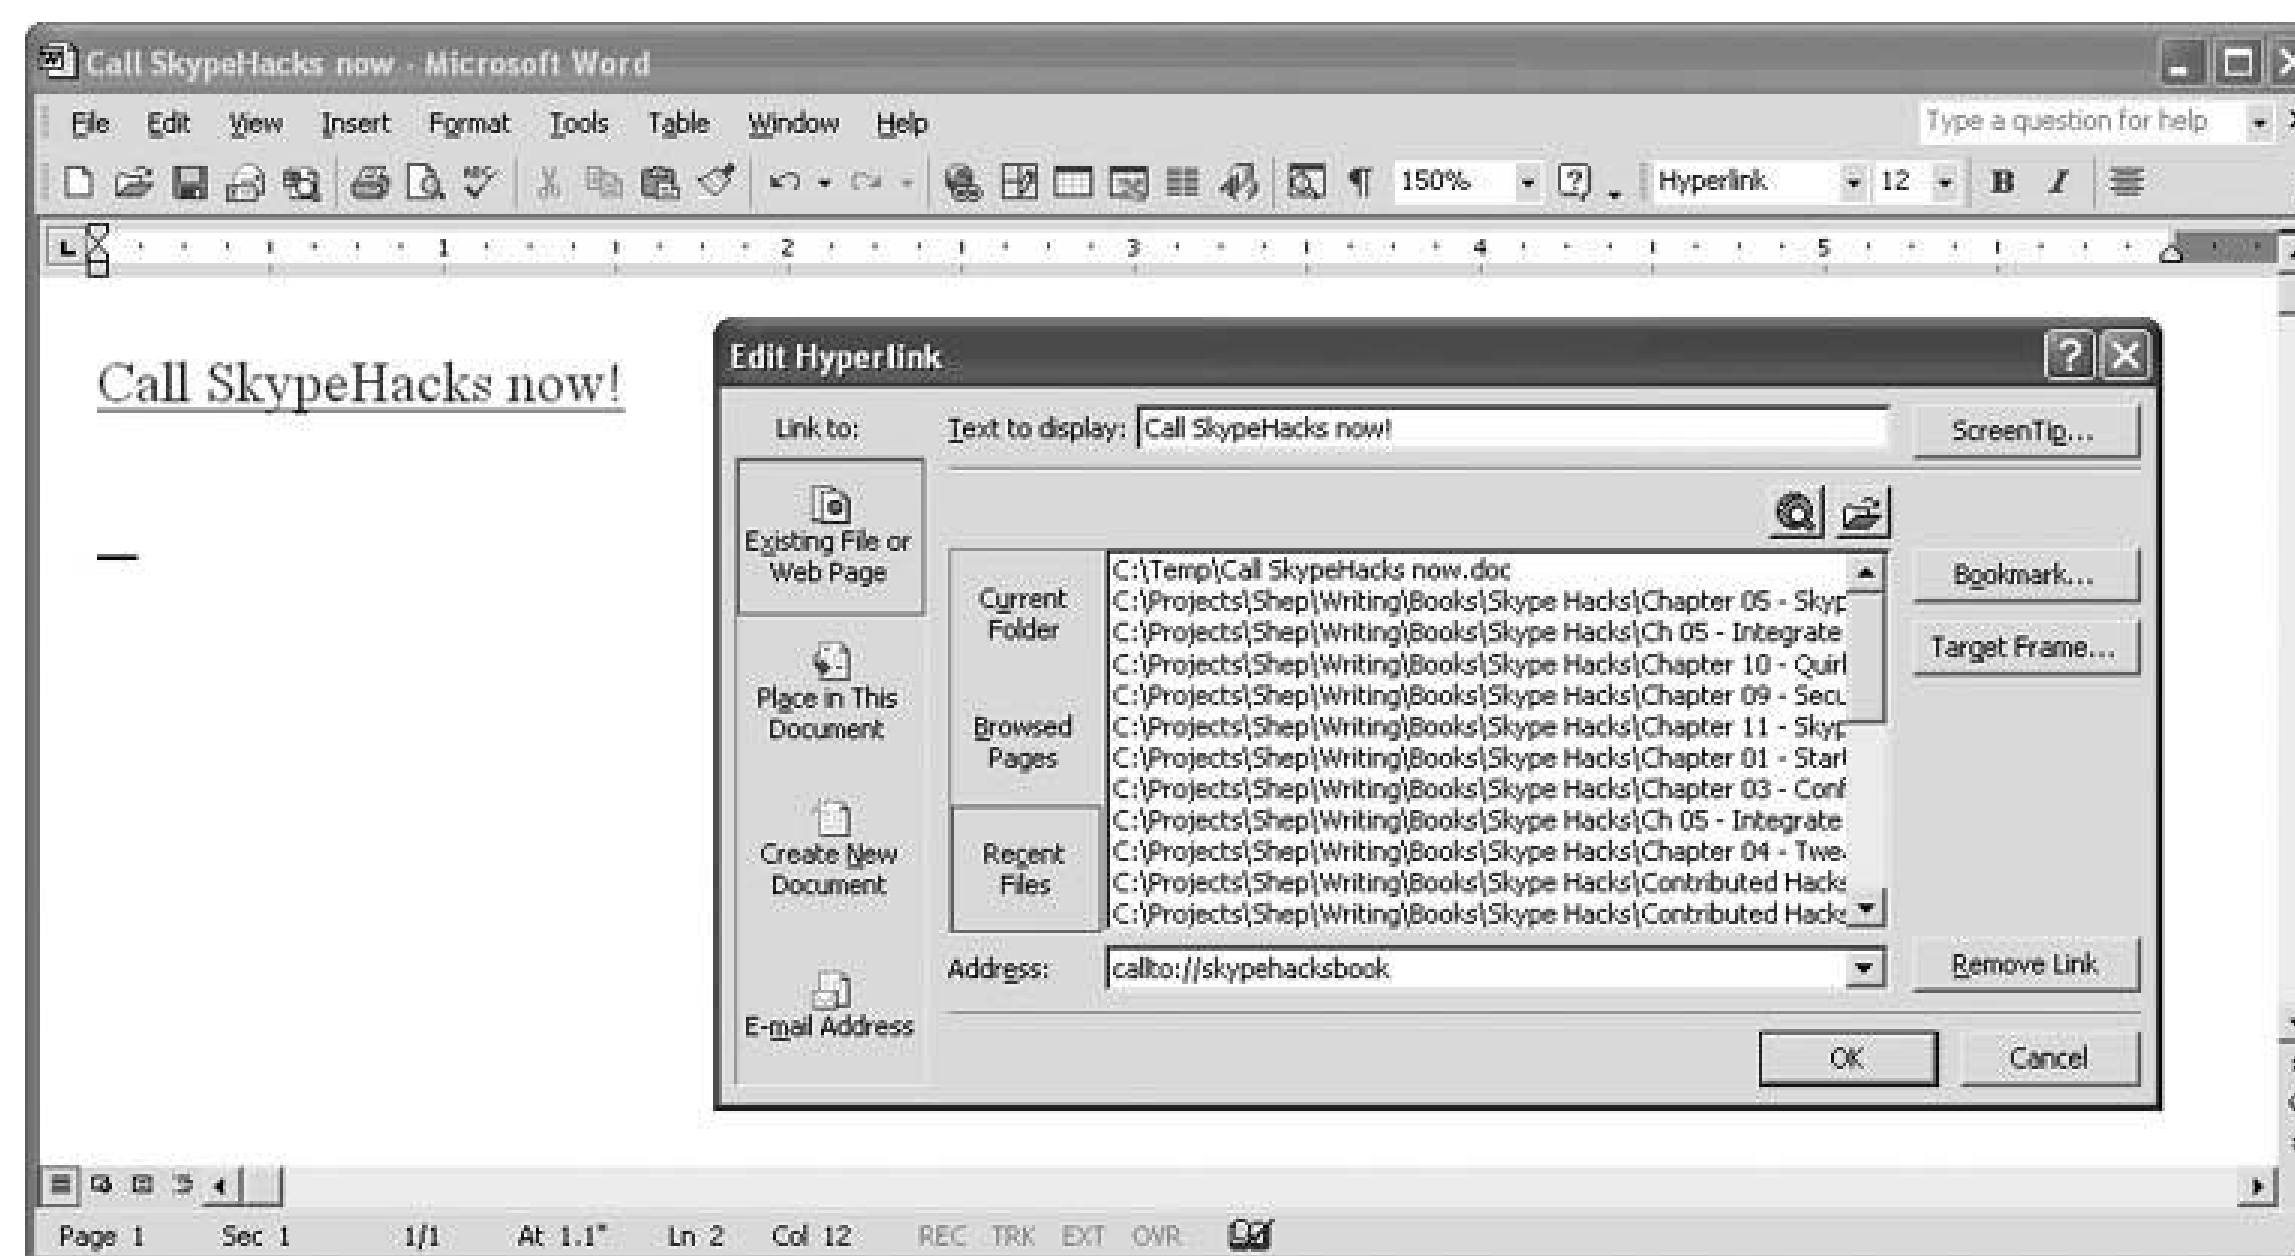 Call SkypeHacks now - Microsoft Word
File Edit View Insert Format Tools Table Window Help Type a question for help
150% Hyperlink 12 B I
1 2 3 4 5
Call SkypeHacks now!
Edit Hyperlink
Link to: Text to display: Call SkypeHacks now! ScreenTip...
Existing File or
Web Page
Place in This
Document
Create New
Document
E-mail Address
Current
Folder
Browsed
Pages
Recent
Files
C:\Temp\Call SkypeHacks now.doc
C:\Projects\Shep\Writing\Books\Skype Hacks\Chapter 05 - Skyp
C:\Projects\Shep\Writing\Books\Skype Hacks\Ch 05 - Integrate
C:\Projects\Shep\Writing\Books\Skype Hacks\Chapter 10 - Quirl
C:\Projects\Shep\Writing\Books\Skype Hacks\Chapter 09 - Secu
C:\Projects\Shep\Writing\Books\Skype Hacks\Chapter 11 - Skyp
C:\Projects\Shep\Writing\Books\Skype Hacks\Chapter 01 - Start
C:\Projects\Shep\Writing\Books\Skype Hacks\Chapter 03 - Conf
C:\Projects\Shep\Writing\Books\Skype Hacks\Ch 05 - Integrate
C:\Projects\Shep\Writing\Books\Skype Hacks\Chapter 04 - Twe
C:\Projects\Shep\Writing\Books\Skype Hacks\Contributed Hacks
C:\Projects\Shep\Writing\Books\Skype Hacks\Contributed Hacks
Bookmark...
Target Frame...
Address: callto://skypehacksbook Remove Link
OK Cancel
Page 1 Sec 1 1/1 At 1.1" Ln 2 Col 12 REC TRK EXT OVR